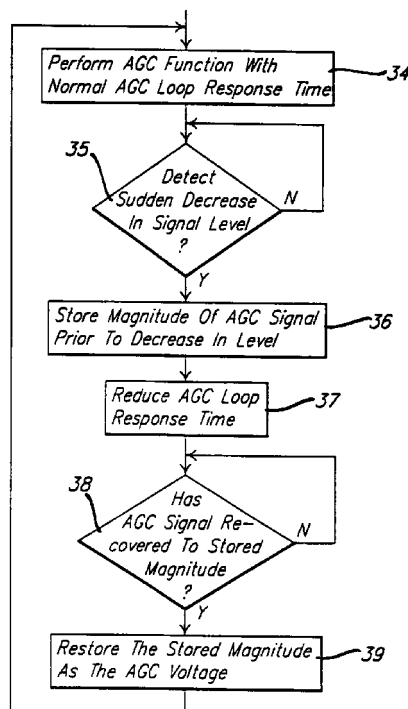 Perform AGC Function With
Normal AGC Loop Response Time
34
35
Detect
Sudden Decrease
In Signal Level
?
N
Y
Store Magnitude Of AGC Signal
Prior To Decrease In Level
36
Reduce AGC Loop
Response Time
37
38
Has
AGC Signal Re-
covered To Stored
Magnitude
?
N
Y
Restore The Stored Magnitude
As The AGC Voltage
39